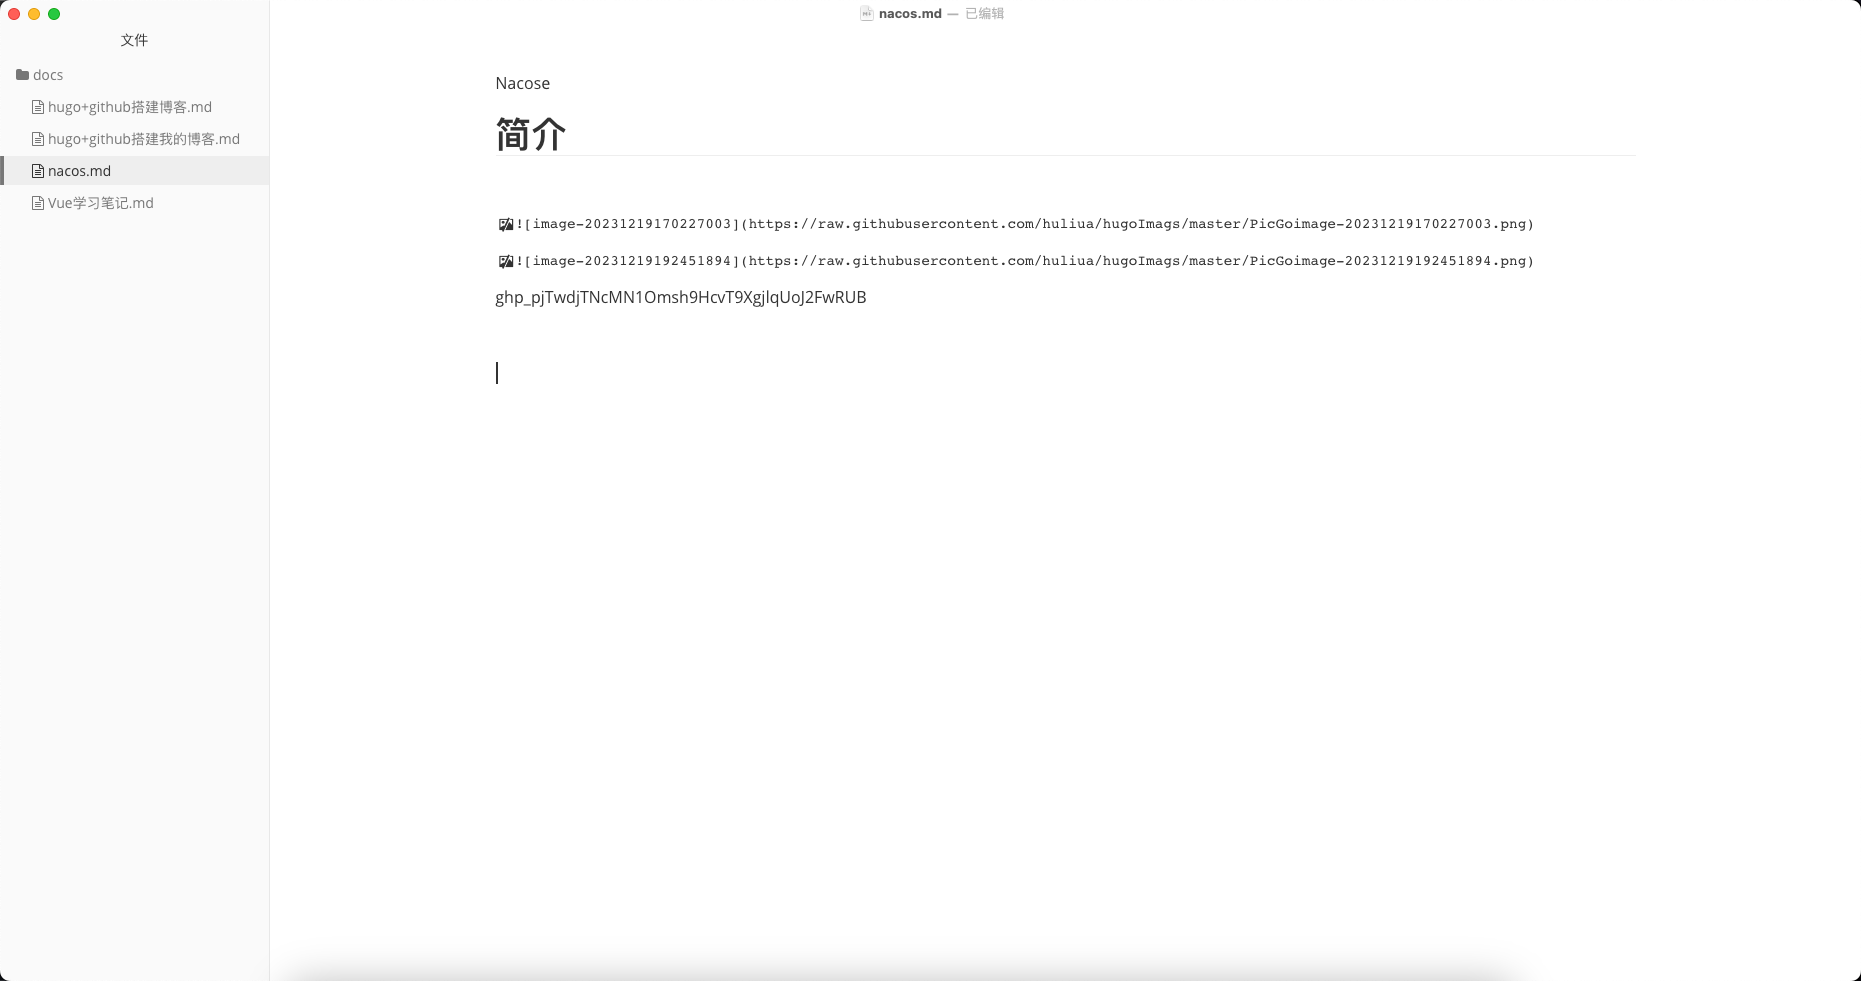 nacos.md — 已编辑
文件
docs
hugo+github搭建博客.md
hugo+github搭建我的博客.md
nacos.md
Vue学习笔记.md
Nacose
简介
![image-20231219170227003](https://raw.githubusercontent.com/huliua/hugoImags/master/PicGoimage-20231219170227003.png)
![image-20231219192451894](https://raw.githubusercontent.com/huliua/hugoImags/master/PicGoimage-20231219192451894.png)
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